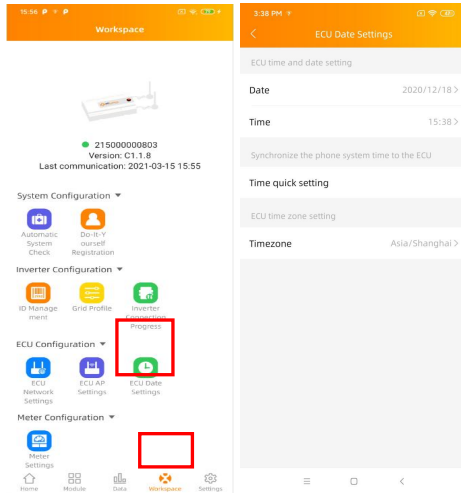 15:56
Workspace
215000000803
Version: C1.1.8
Last communication: 2021-03-15 15:55
System Configuration
Automatic
System
Check
Do-It-Y
ourself
Registration
Inverter Configuration
ID Manage
ment
Grid Profile
Inverter
Connection
Progress
ECU Configuration
ECU
Network
Settings
ECU AP
Settings
ECU Date
Settings
Meter Configuration
Meter
Settings
Home
Module
Data
Workspace
Settings
3:38 PM
ECU Date Settings
ECU time and date setting
Date 2020/12/18
Time 15:38
Synchronize the phone system time to the ECU
Time quick setting
ECU time zone setting
Timezone Asia/Shanghai